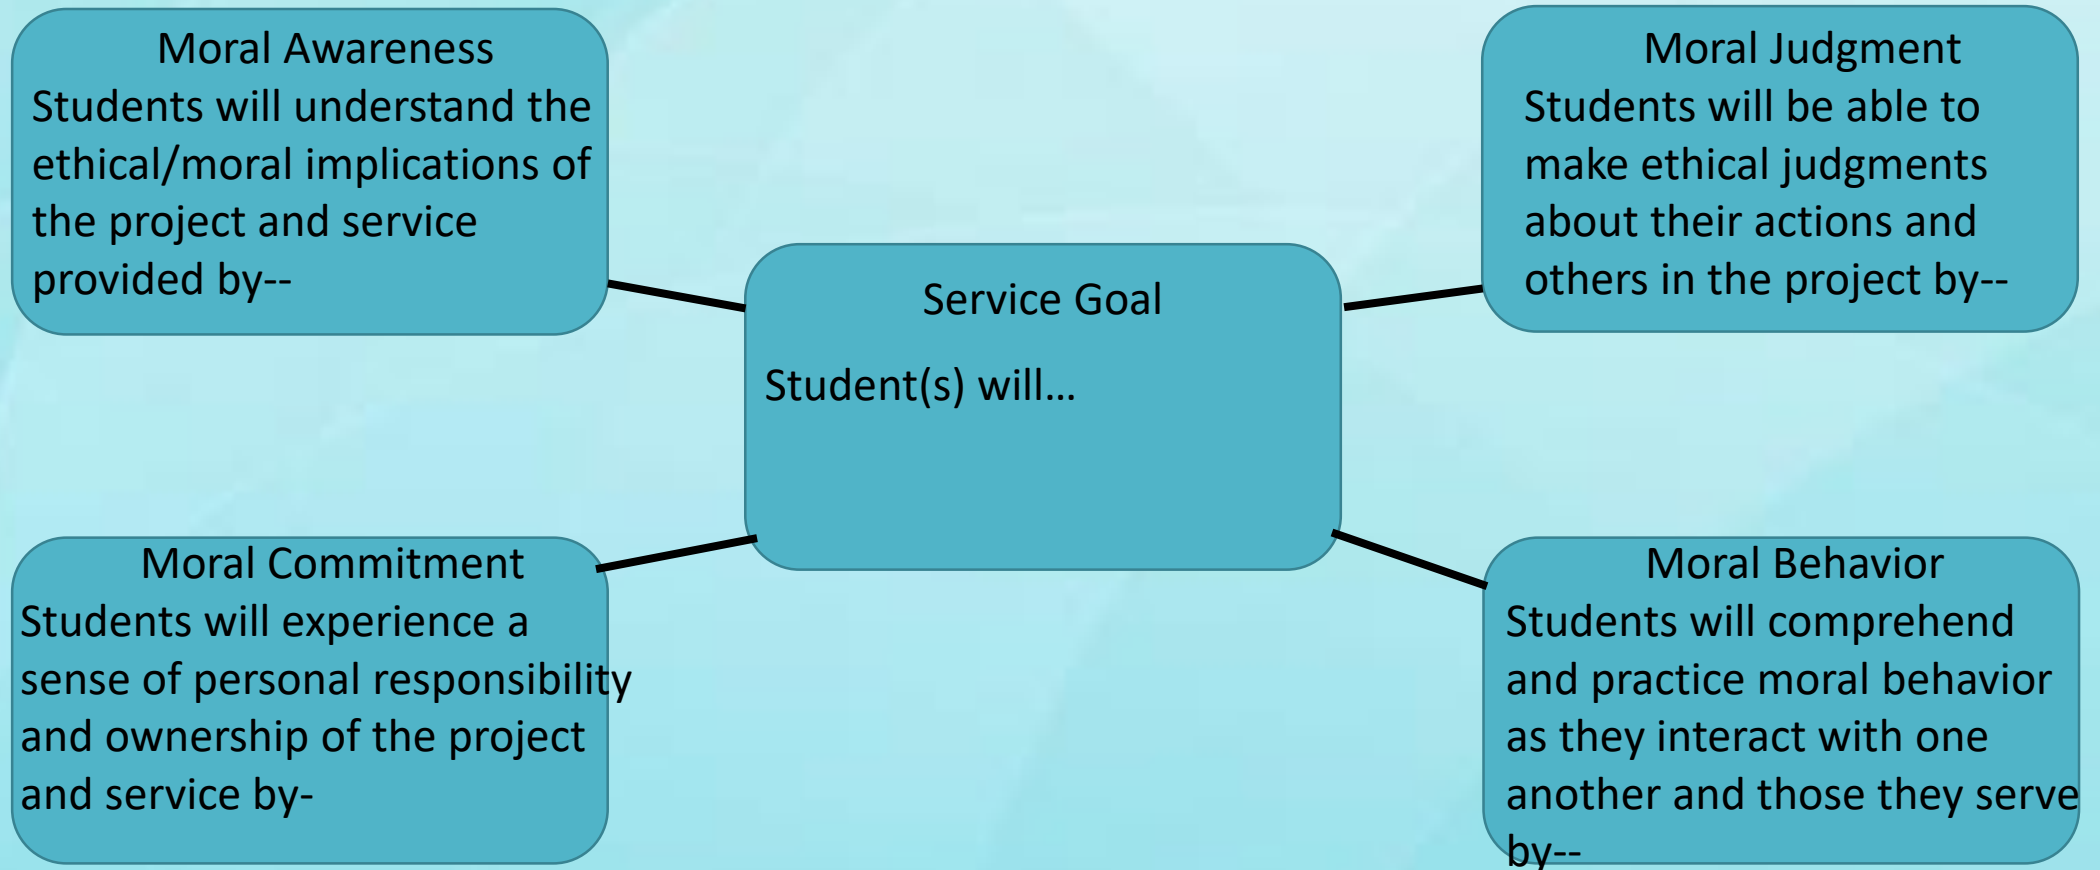 Moral Awareness
Students will understand the
ethical/moral implications of
the project and service
provided by--
Moral Judgment
Students will be able to
make ethical judgments
about their actions and
others in the project by--
Service Goal
Student(s) will…
Moral Commitment
Students will experience a
sense of personal responsibility
and ownership of the project
and service by-
Moral Behavior
Students will comprehend
and practice moral behavior
as they interact with one
another and those they serve
by--